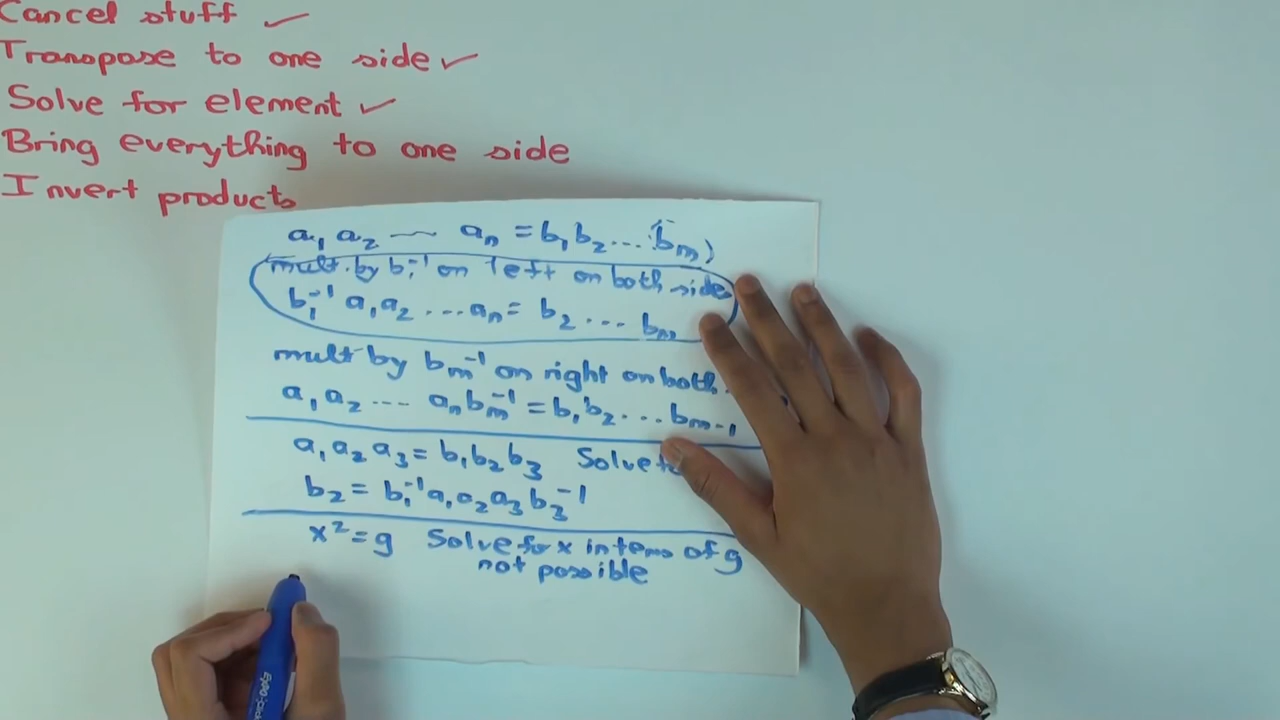 Cancel stuff ✓
Transpose to one side ✓
Solve for element ✓
Bring everything to one side
Invert products
a₁ a₂ — aₙ = b₁ b₂ ... bₘ)
mult. by b₁⁻¹ on left on both side
b₁⁻¹ a₁ a₂ ... aₙ = b₂ ... bₘ
mult by bₘ⁻¹ on right on both
a₁ a₂ ... aₙ bₘ⁻¹ = b₁ b₂ ... bₘ₋₁
a₁ a₂ a₃ = b₁ b₂ b₃ Solve
b₂ = b₁⁻¹ a₁ a₂ a₃ b₃⁻¹
x² = g Solve for x in terms of g
not possible